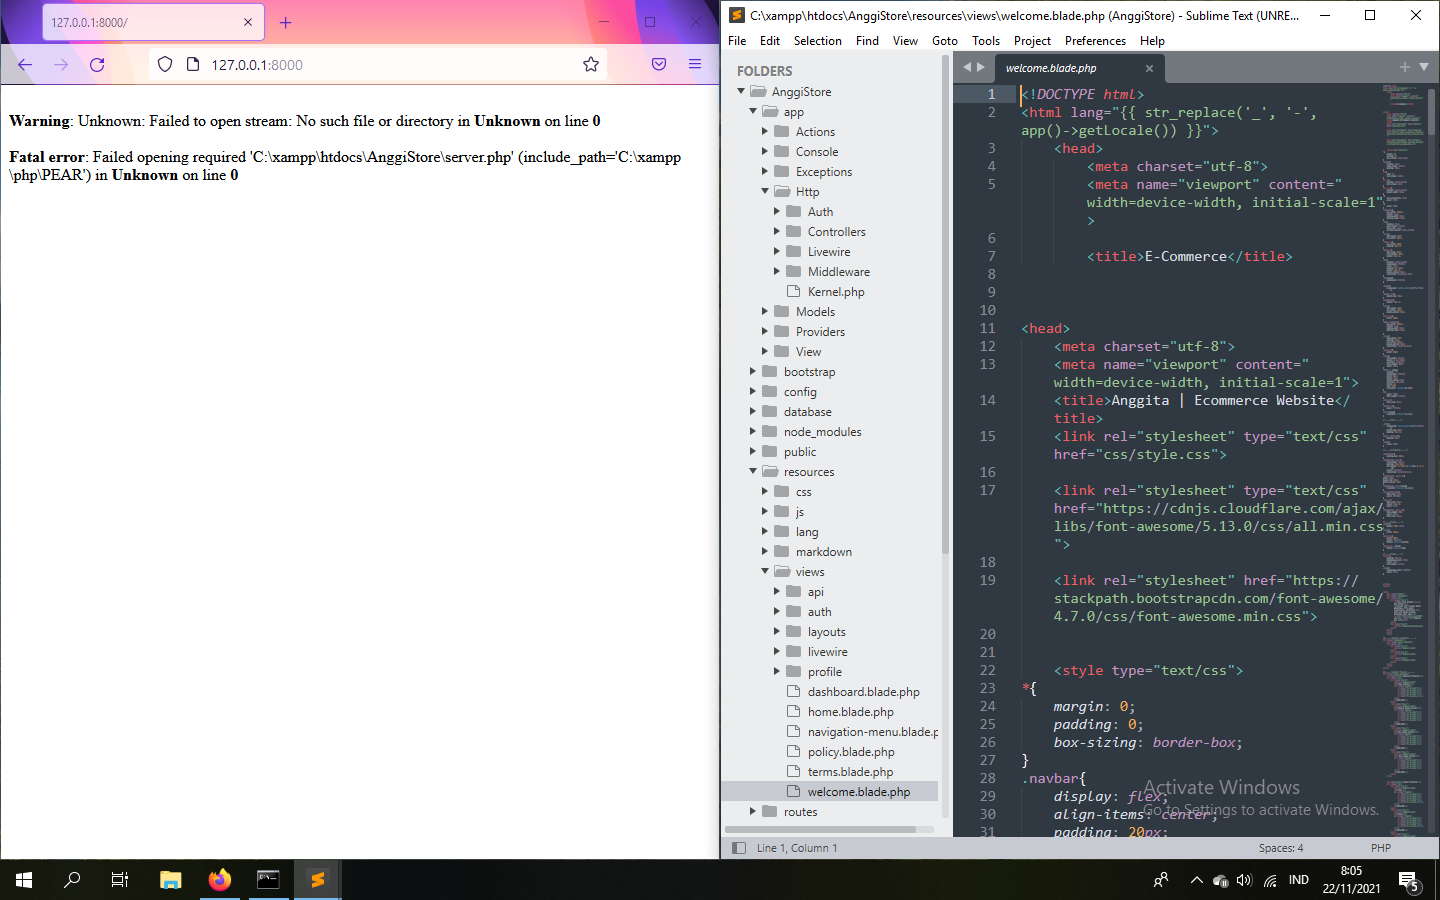 127.0.0.1:8000/
127.0.0.1:8000
Warning: Unknown: Failed to open stream: No such file or directory in Unknown on line 0
Fatal error: Failed opening required 'C:\xampp\htdocs\AnggiStore\server.php' (include_path='C:\xampp
\php\PEAR') in Unknown on line 0
C:\xampp\htdocs\AnggiStore\resources\views\welcome.blade.php (AnggiStore) - Sublime Text (UNRE...
File Edit Selection Find View Goto Tools Project Preferences Help
FOLDERS
AnggiStore
app
Actions
Console
Exceptions
Http
Auth
Controllers
Livewire
Middleware
Kernel.php
Models
Providers
View
bootstrap
config
database
node_modules
public
resources
css
js
lang
markdown
views
api
auth
layouts
livewire
profile
dashboard.blade.php
home.blade.php
navigation-menu.blade.p
policy.blade.php
terms.blade.php
welcome.blade.php
routes
welcome.blade.php
1 <!DOCTYPE html>
2 <html lang="{{ str_replace('_', '-',
app()->getLocale()) }}">
3 <head>
4 <meta charset="utf-8">
5 <meta name="viewport" content="
width=device-width, initial-scale=1"
>
6
7 <title>E-Commerce</title>
8
9
10
11 <head>
12 <meta charset="utf-8">
13 <meta name="viewport" content="
width=device-width, initial-scale=1">
14 <title>Anggita | Ecommerce Website</
title>
15 <link rel="stylesheet" type="text/css"
href="css/style.css">
16
17 <link rel="stylesheet" type="text/css"
href="https://cdnjs.cloudflare.com/ajax/
libs/font-awesome/5.13.0/css/all.min.css
">
18
19 <link rel="stylesheet" href="https://
stackpath.bootstrapcdn.com/font-awesome/
4.7.0/css/font-awesome.min.css">
20
21
22 <style type="text/css">
23 *{
24 margin: 0;
25 padding: 0;
26 box-sizing: border-box;
27 }
28 .navbar{
29 display: flex;
30 align-items: center;
31 padding: 20px;
Activate Windows
Go to Settings to activate Windows.
Line 1, Column 1
Spaces: 4
PHP
IND
8:05
22/11/2021
5